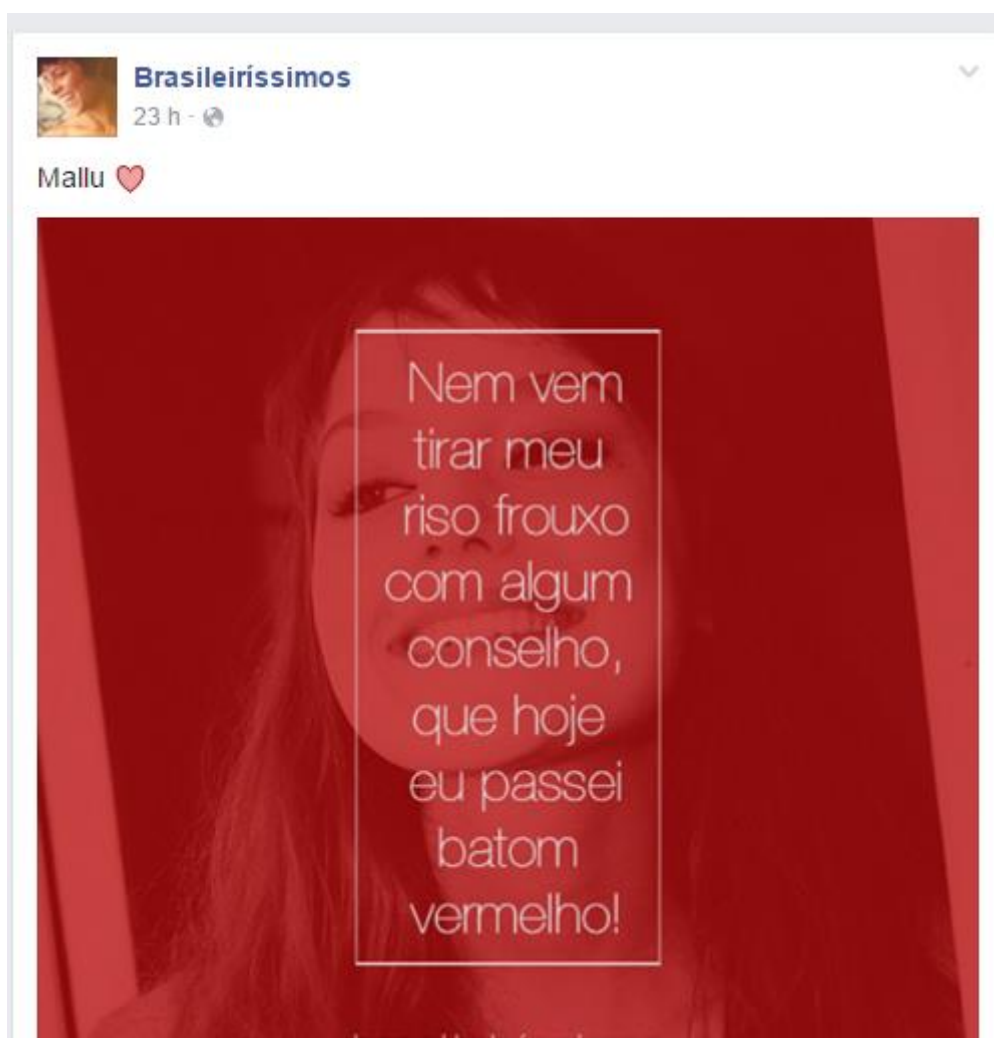 Brasileiríssimos
23 h ·
Mallu
Nem vem
tirar meu
riso frouxo
com algum
conselho,
que hoje
eu passei
batom
vermelho!